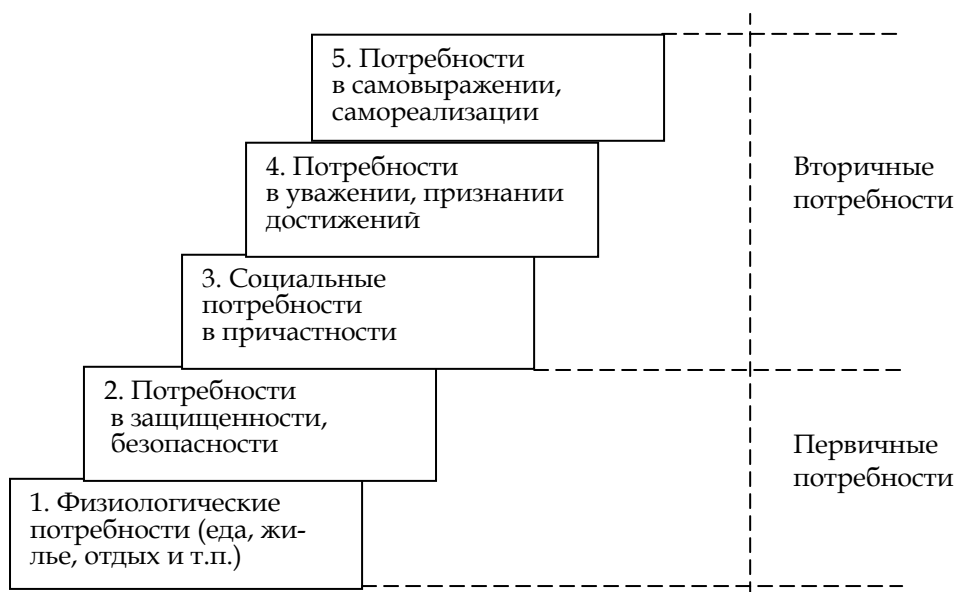 5. Потребности
в самовыражении,
самореализации
4. Потребности
в уважении, признании
достижений
Вторичные
потребности
3. Социальные
потребности
в причастности
2. Потребности
в защищенности,
безопасности
Первичные
потребности
1. Физиологические
потребности (еда, жи-
лье, отдых и т.п.)